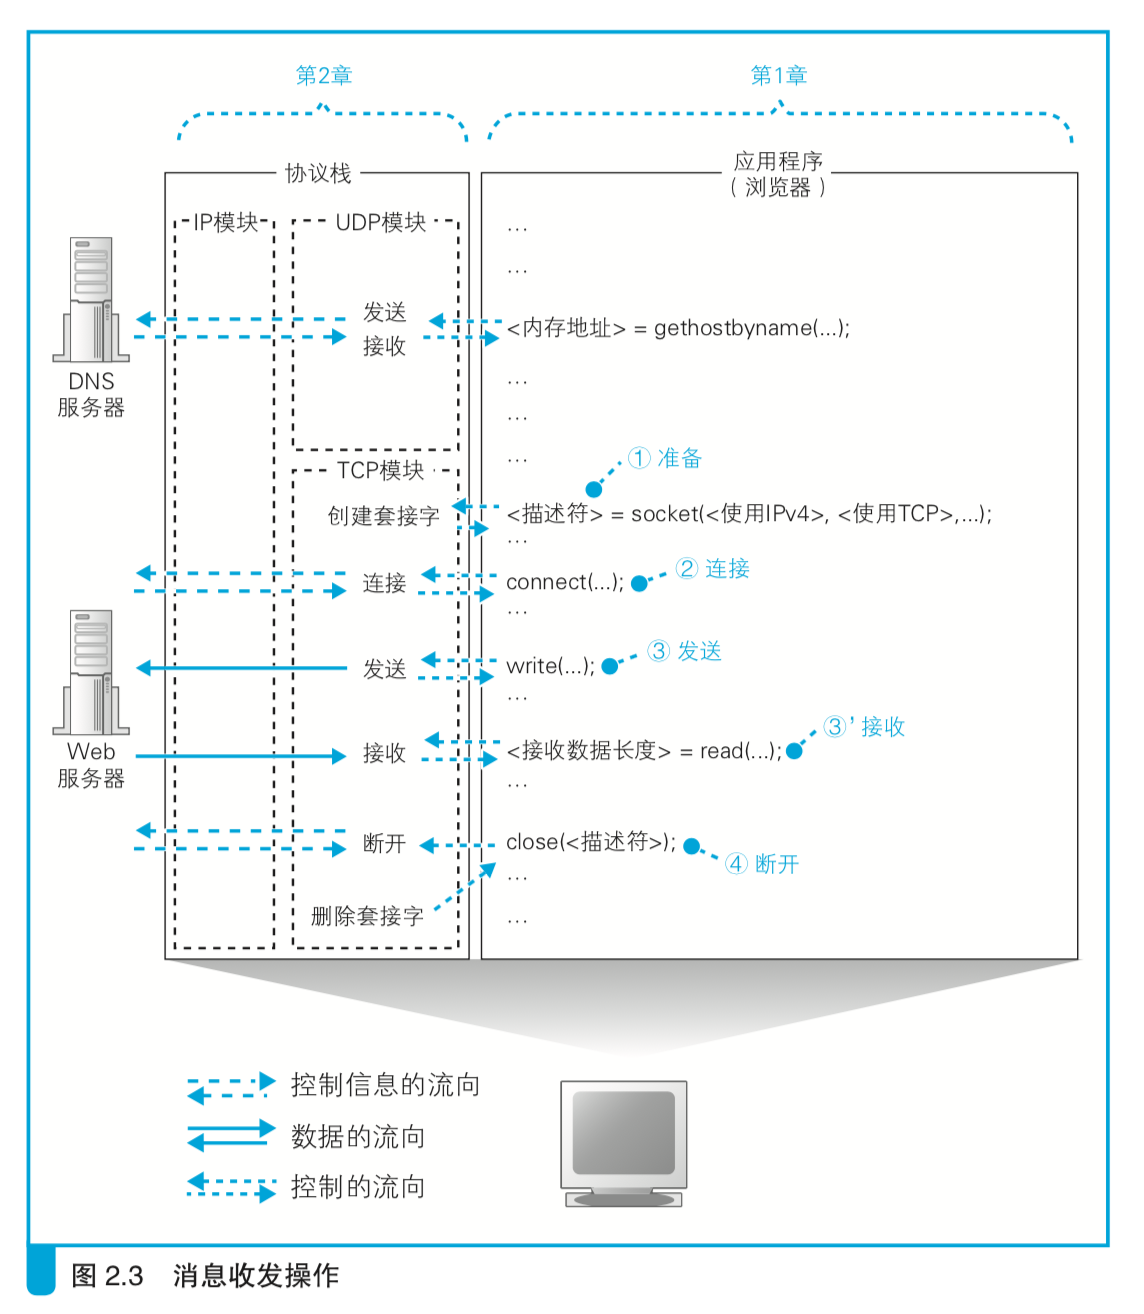 第2章
第1章
协议栈
应用程序
（ 浏览器 ）
IP模块
UDP模块
...
...
发送
接收
<内存地址> = gethostbyname(...);
DNS
服务器
...
...
...
① 准备
TCP模块
创建套接字
<描述符> = socket(<使用IPv4>, <使用TCP>,...);
...
连接
connect(...);
② 连接
...
发送
write(...);
③ 发送
...
Web
服务器
接收
<接收数据长度> = read(...);
③’接收
...
断开
close(<描述符>);
④ 断开
...
删除套接字
...
控制信息的流向
数据的流向
控制的流向
图 2.3 消息收发操作